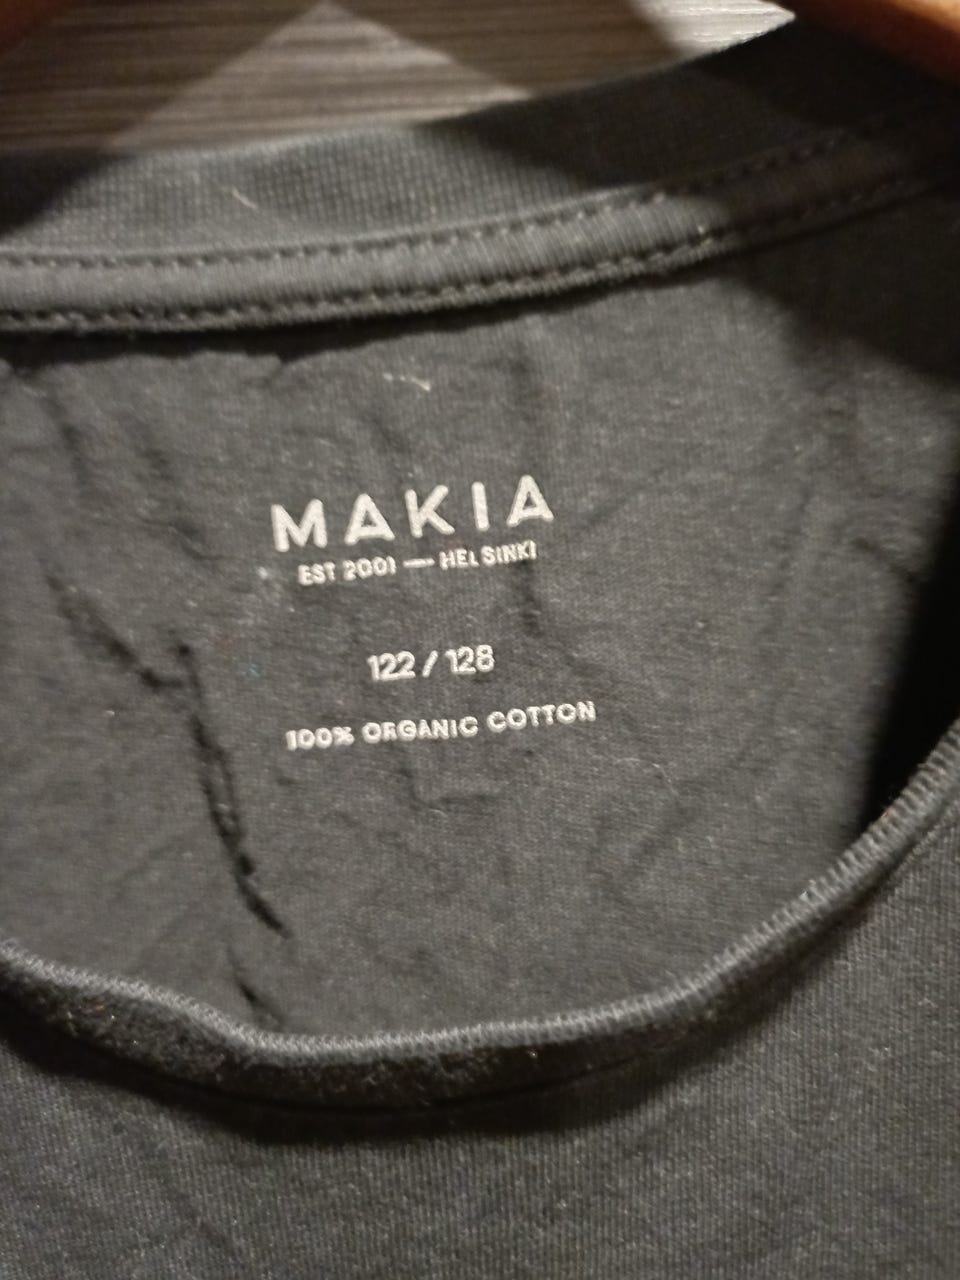 MAKIA
EST 2001 — HELSINKI
122 / 128
100% ORGANIC COTTON